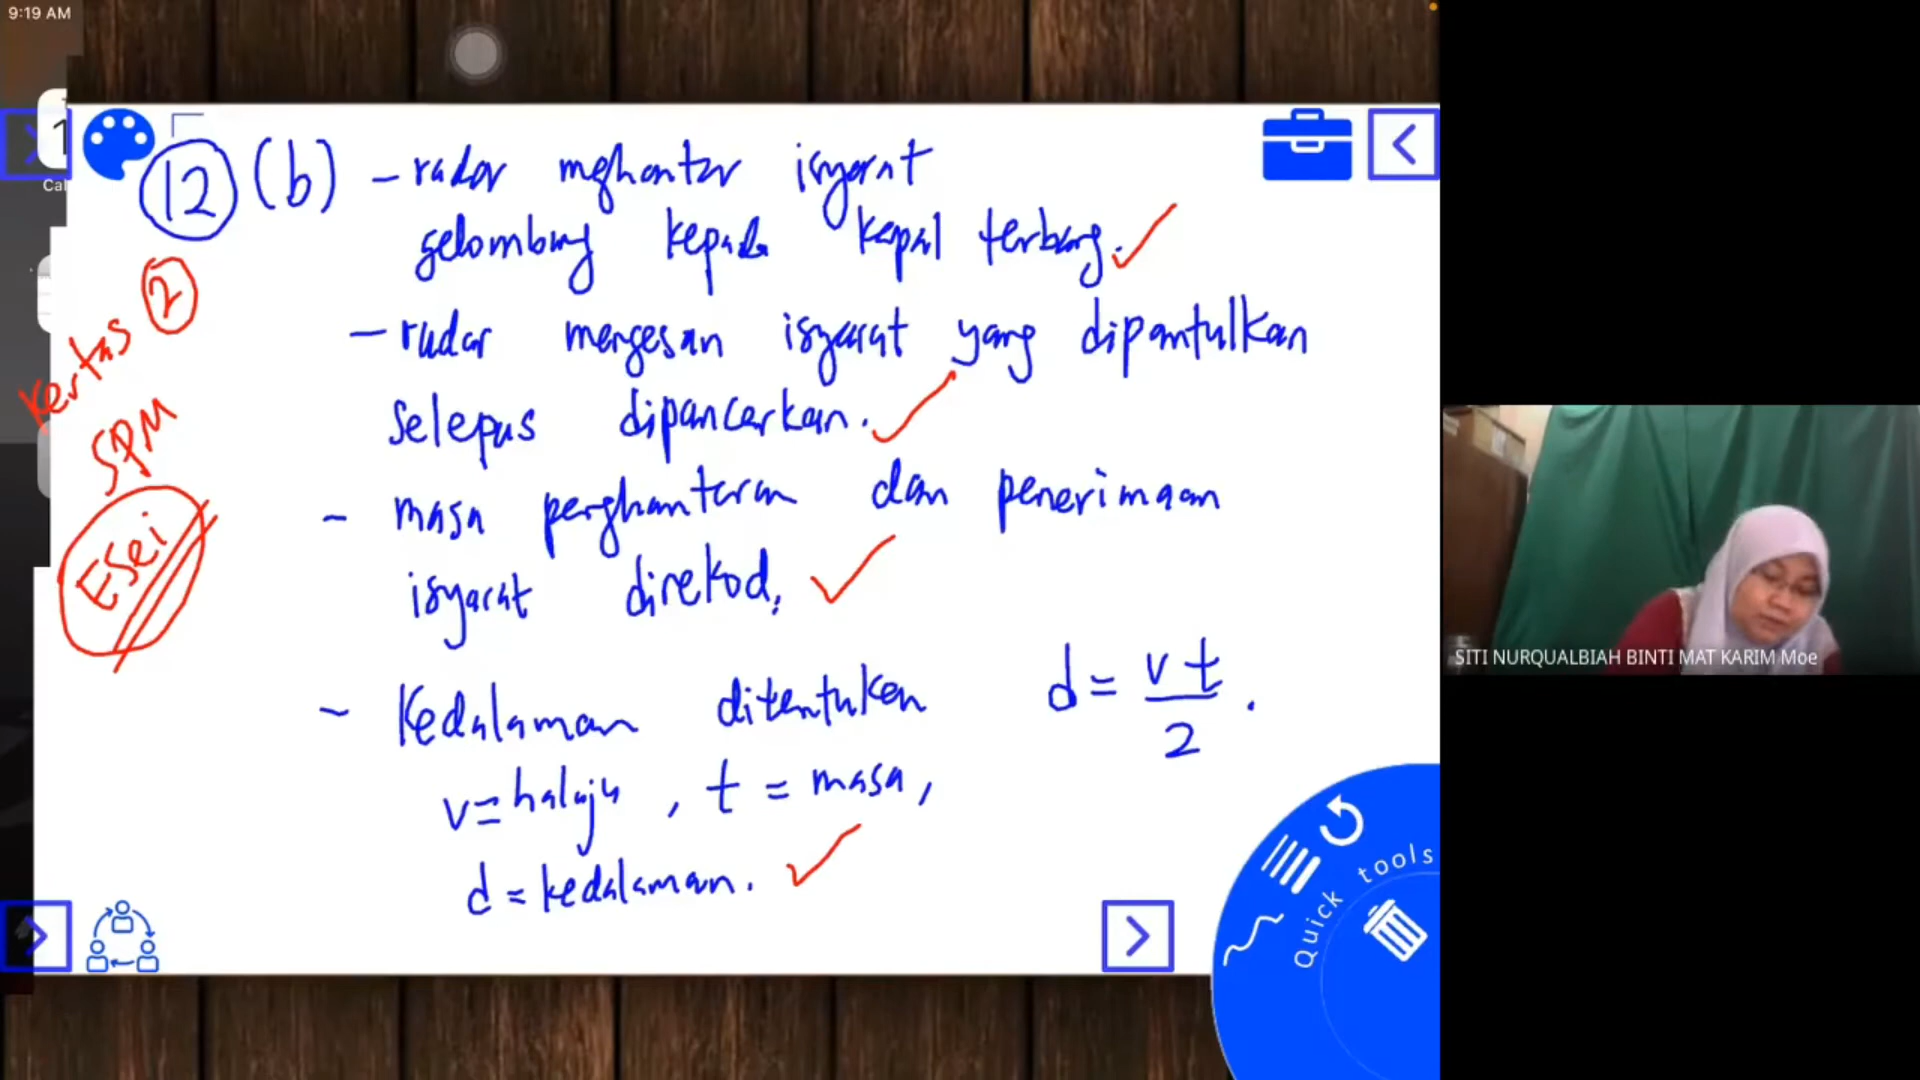 9:19 AM
Cal
12 (b) - radar mghantar isyarat
gelombang kepada kapal terbang.
- radar mengesan isyarat yang dipantulkan
selepas dipancarkan.
- masa penghantaran dan penerimaan
isyarat direkod.
- Kedalaman ditentukan d = vt/2.
v = halaju, t = masa,
d = kedalaman.
Kertas 2
SPM
Esei
Quick tools
SITI NURQUALBIAH BINTI MAT KARIM Moe